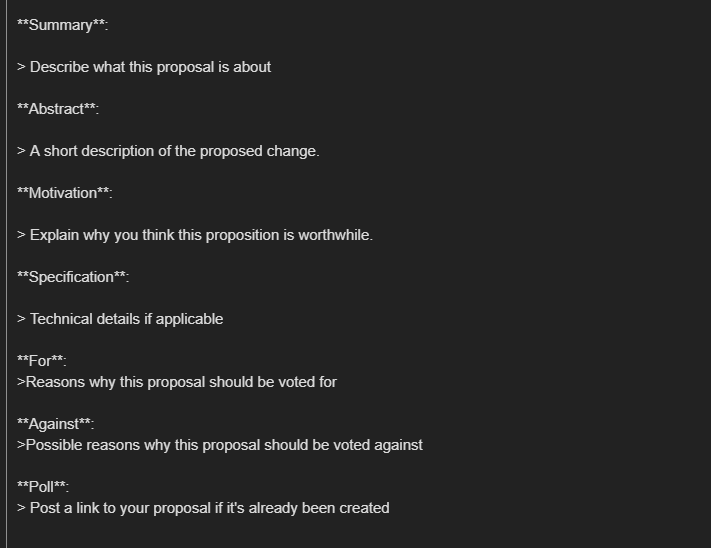 **Summary**:
> Describe what this proposal is about
**Abstract**:
> A short description of the proposed change.
**Motivation**:
> Explain why you think this proposition is worthwhile.
**Specification**:
> Technical details if applicable
**For**:
>Reasons why this proposal should be voted for
**Against**:
>Possible reasons why this proposal should be voted against
**Poll**:
> Post a link to your proposal if it's already been created